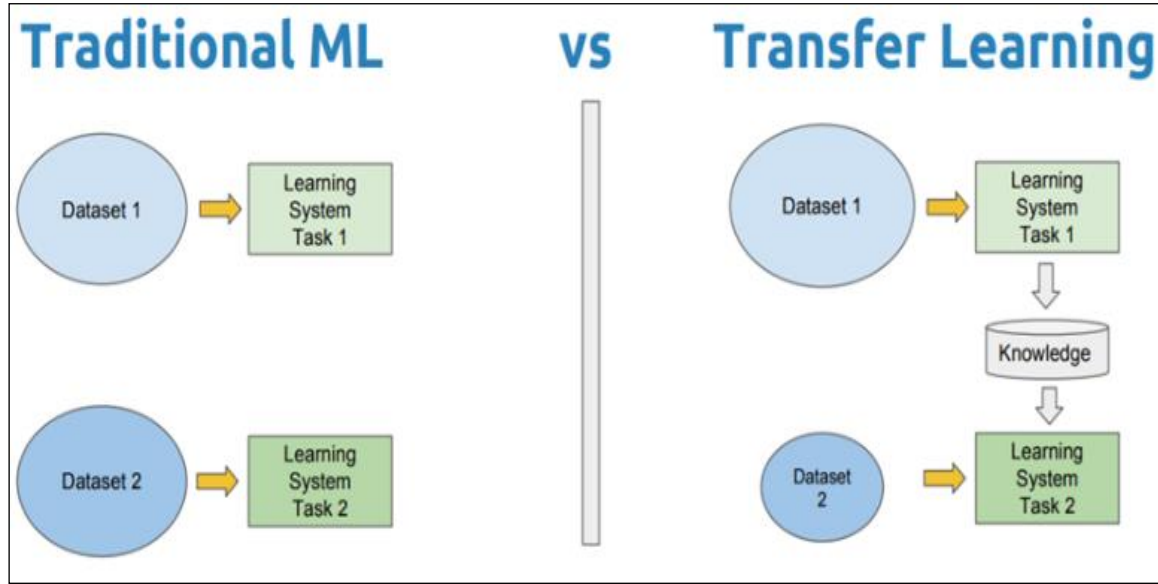 Traditional ML vs Transfer Learning
Dataset 1
Learning
System
Task 1
Dataset 2
Learning
System
Task 2
Dataset 1
Learning
System
Task 1
Knowledge
Dataset
2
Learning
System
Task 2